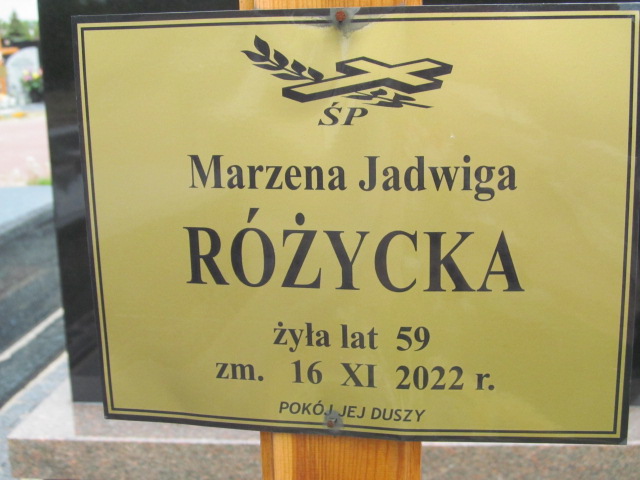 ŚP
Marzena Jadwiga
RÓŻYCKA
żyła lat 59
zm. 16 XI 2022 r.
POKÓJ JEJ DUSZY